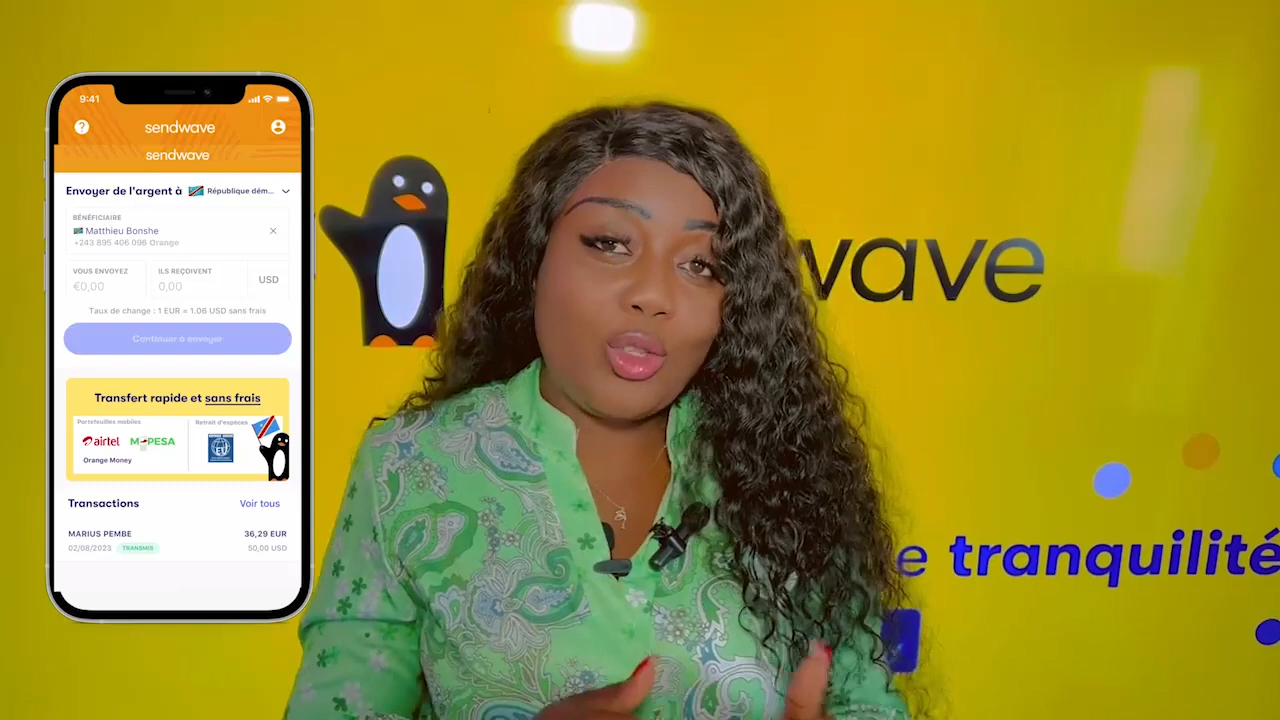 9:41
sendwave
sendwave
Envoyer de l'argent à République dém...
BÉNÉFICIAIRE
Matthieu Bonshe
+243 895 406 096 Orange
VOUS ENVOYEZ
ILS REÇOIVENT
€0,00
0,00
USD
Taux de change : 1 EUR = 1.06 USD sans frais
Continuer à envoyer
Transfert rapide et sans frais
Portefeuilles mobiles
Retrait d'espèces
airtel
M-PESA
Orange Money
Transactions
Voir tous
MARIUS PEMBE
36,29 EUR
02/08/2023 TRANSMIS
50,00 USD
wave
e tranquilité